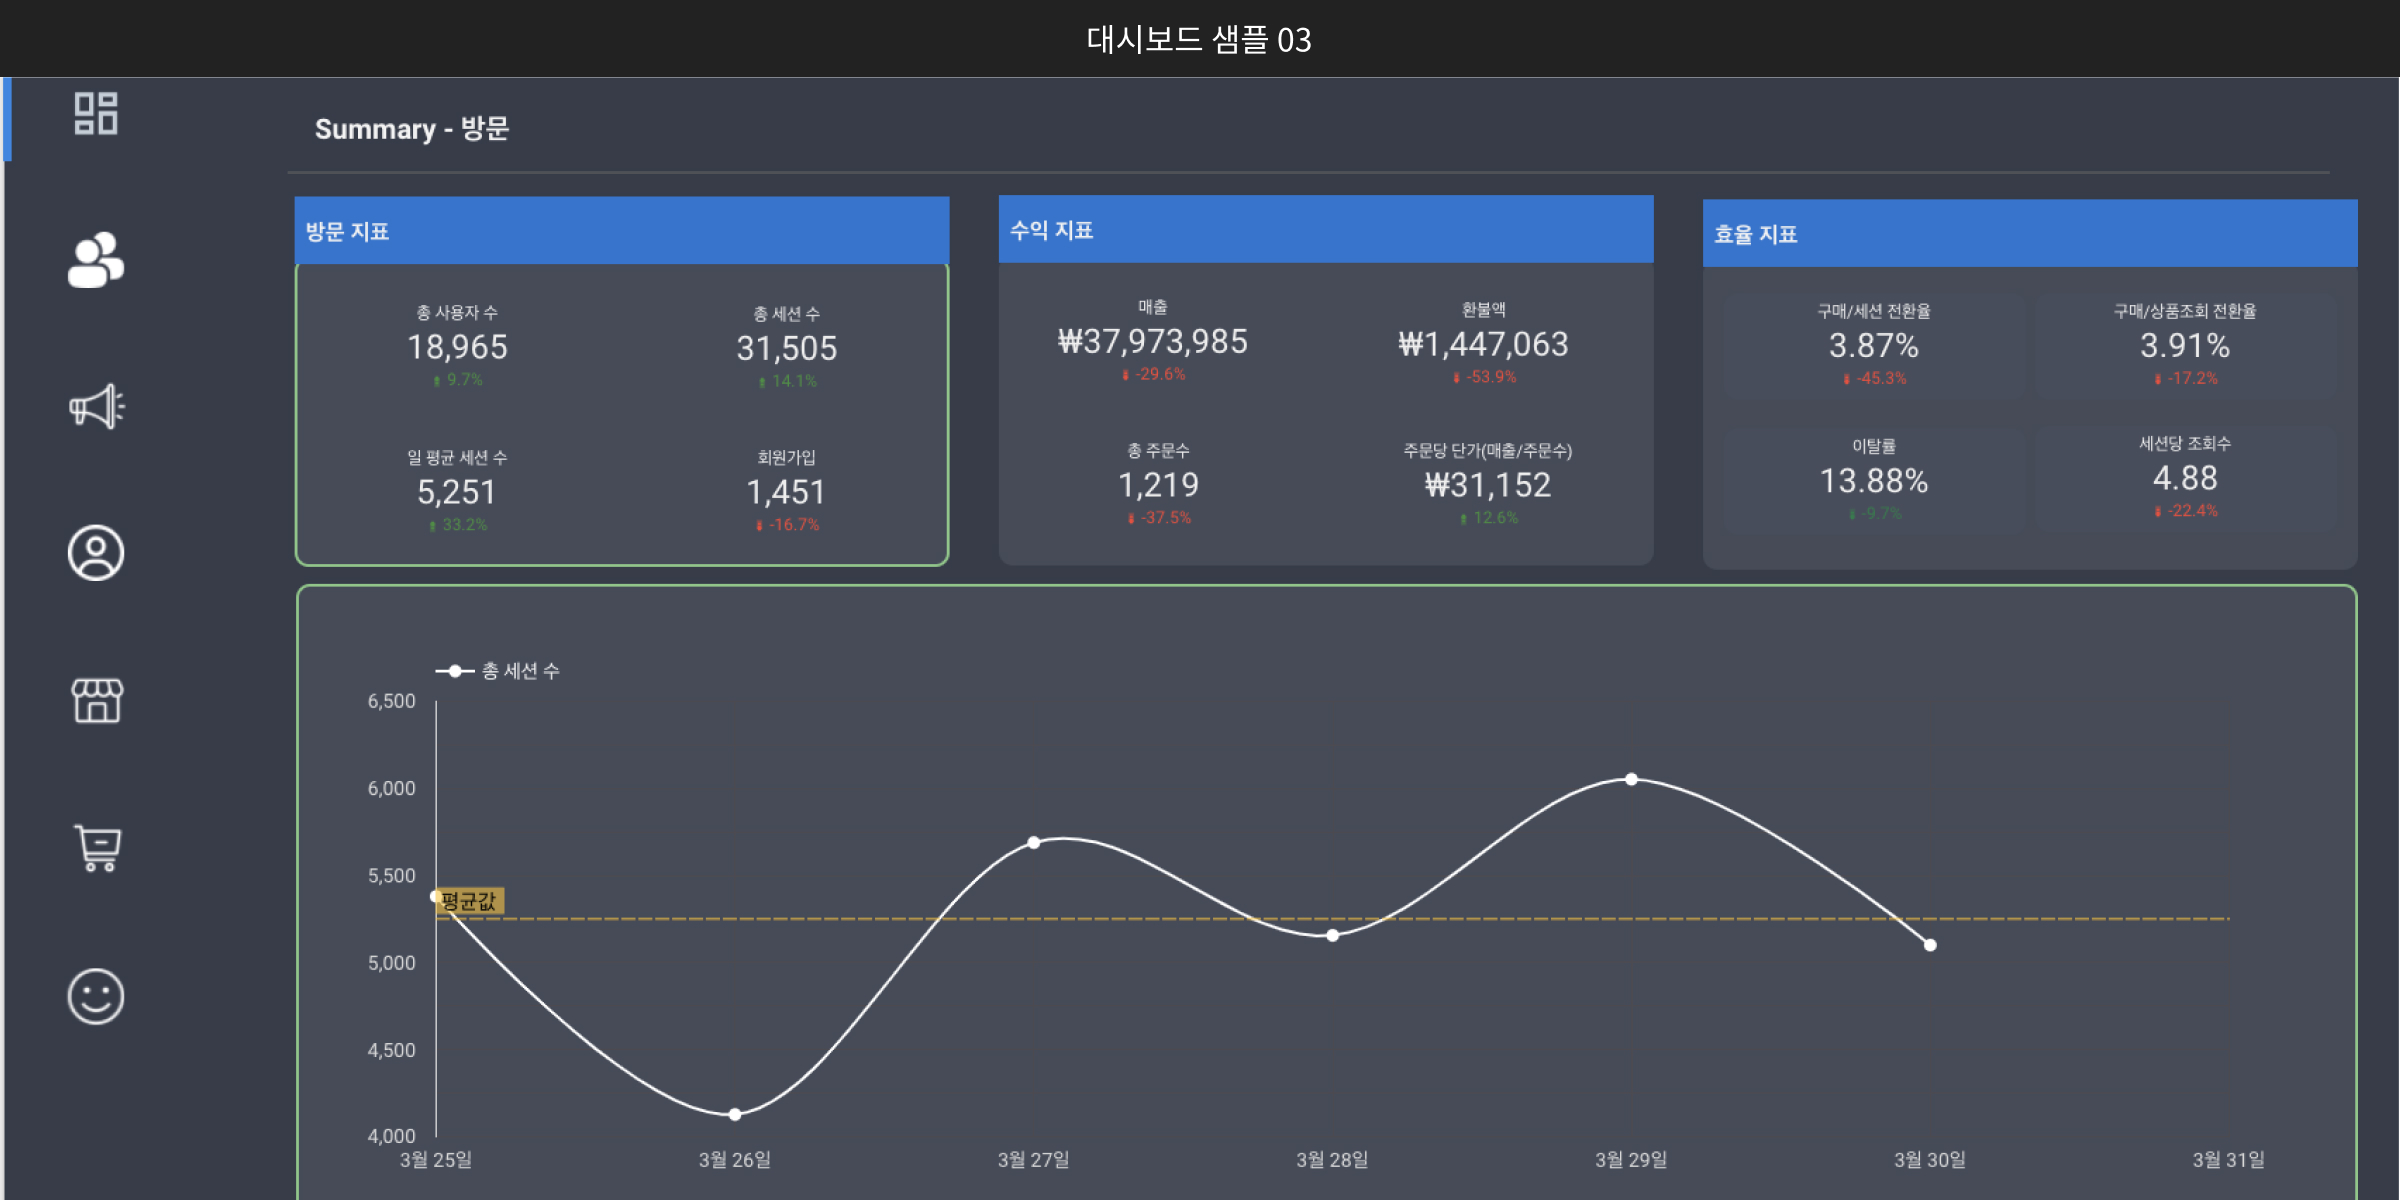 대시보드 샘플 03
Summary - 방문
방문 지표
총 사용자 수
18,965
9.7%
총 세션 수
31,505
14.1%
일 평균 세션 수
5,251
33.2%
회원가입
1,451
-16.7%
수익 지표
매출
₩37,973,985
-29.6%
환불액
₩1,447,063
-53.9%
총 주문수
1,219
-37.5%
주문당 단가(매출/주문수)
₩31,152
12.6%
효율 지표
구매/세션 전환율
3.87%
-45.3%
구매/상품조회 전환율
3.91%
-17.2%
이탈률
13.88%
-9.7%
세션당 조회수
4.88
-22.4%
총 세션 수
6,500
6,000
5,500
평균값
5,000
4,500
4,000
3월 25일
3월 26일
3월 27일
3월 28일
3월 29일
3월 30일
3월 31일